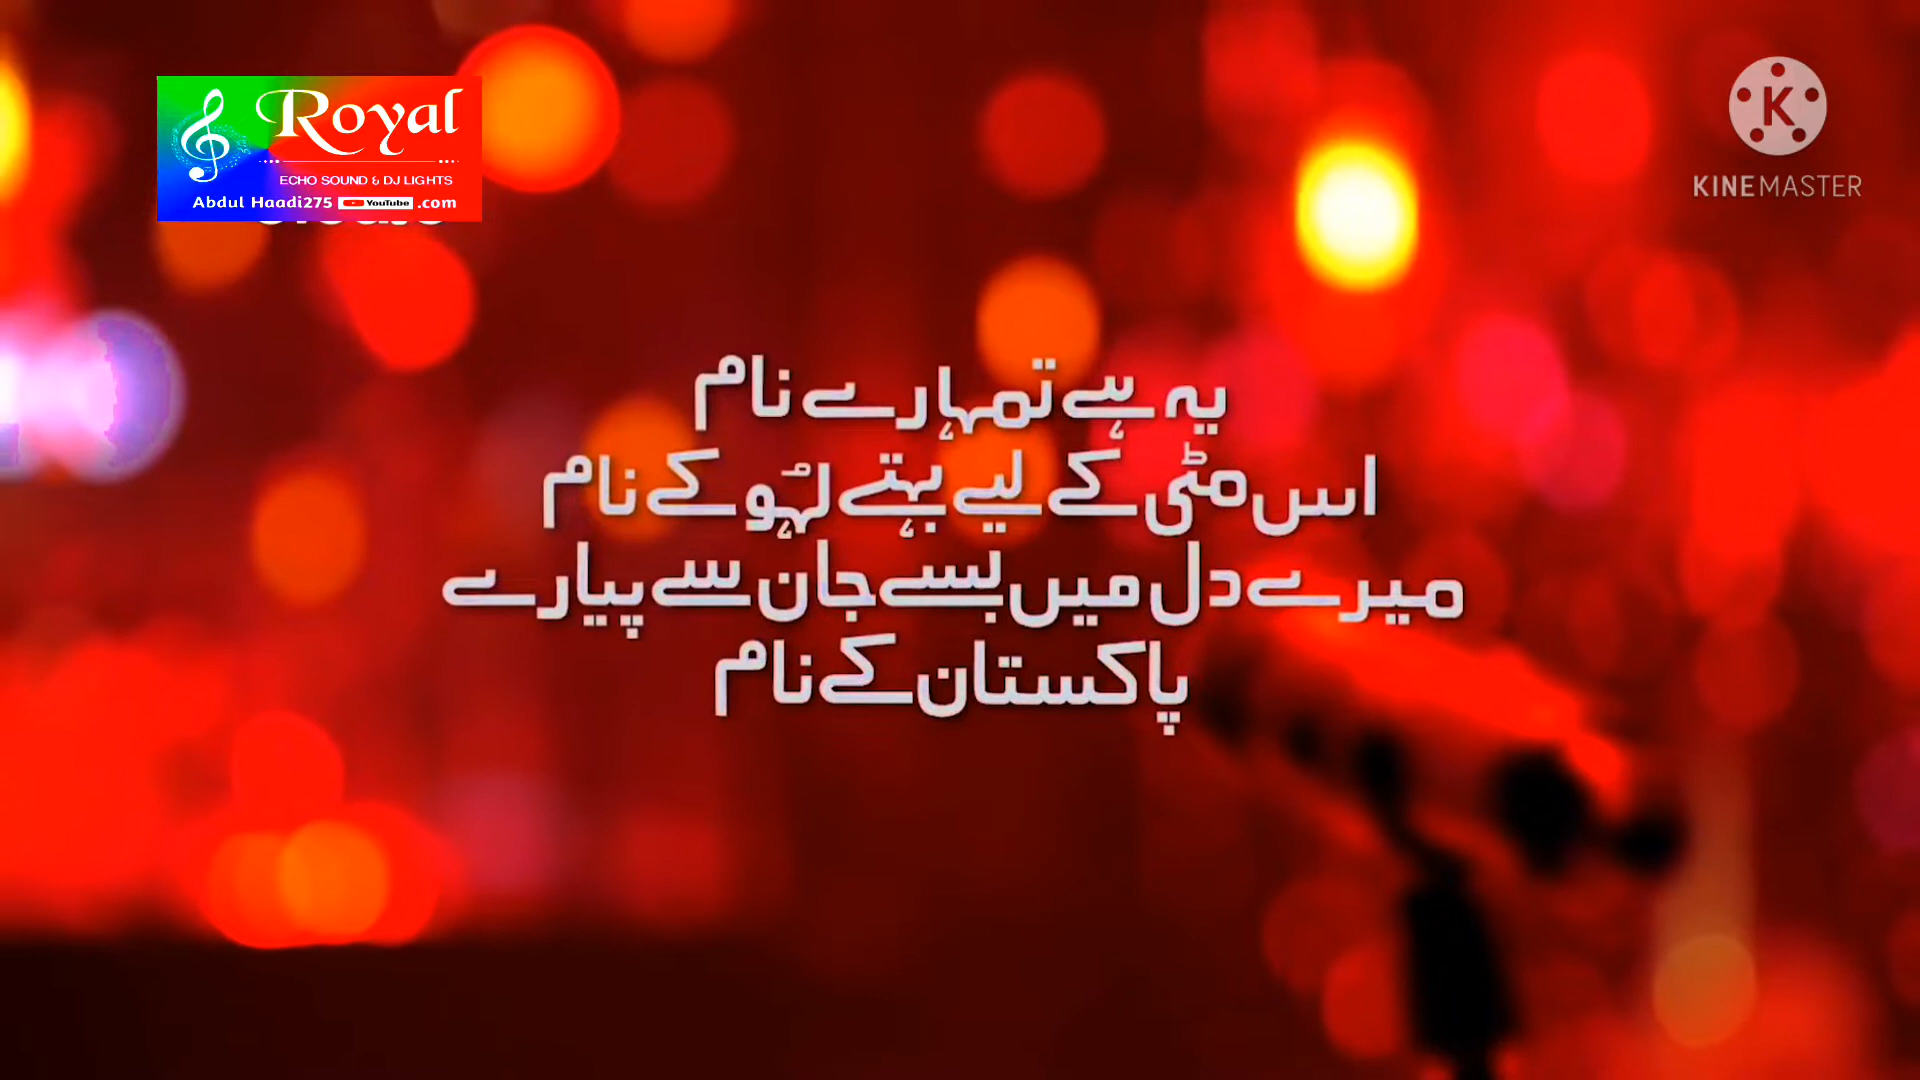 Royal
ECHO SOUND & DJ LIGHTS
Abdul Haadi275 YouTube .com
KINEMASTER
یہ ہے تمہارے نام
اس مٹی کے لیے بہتے لہُو کے نام
میرے دل میں بسے جان سے پیارے
پاکستان کے نام